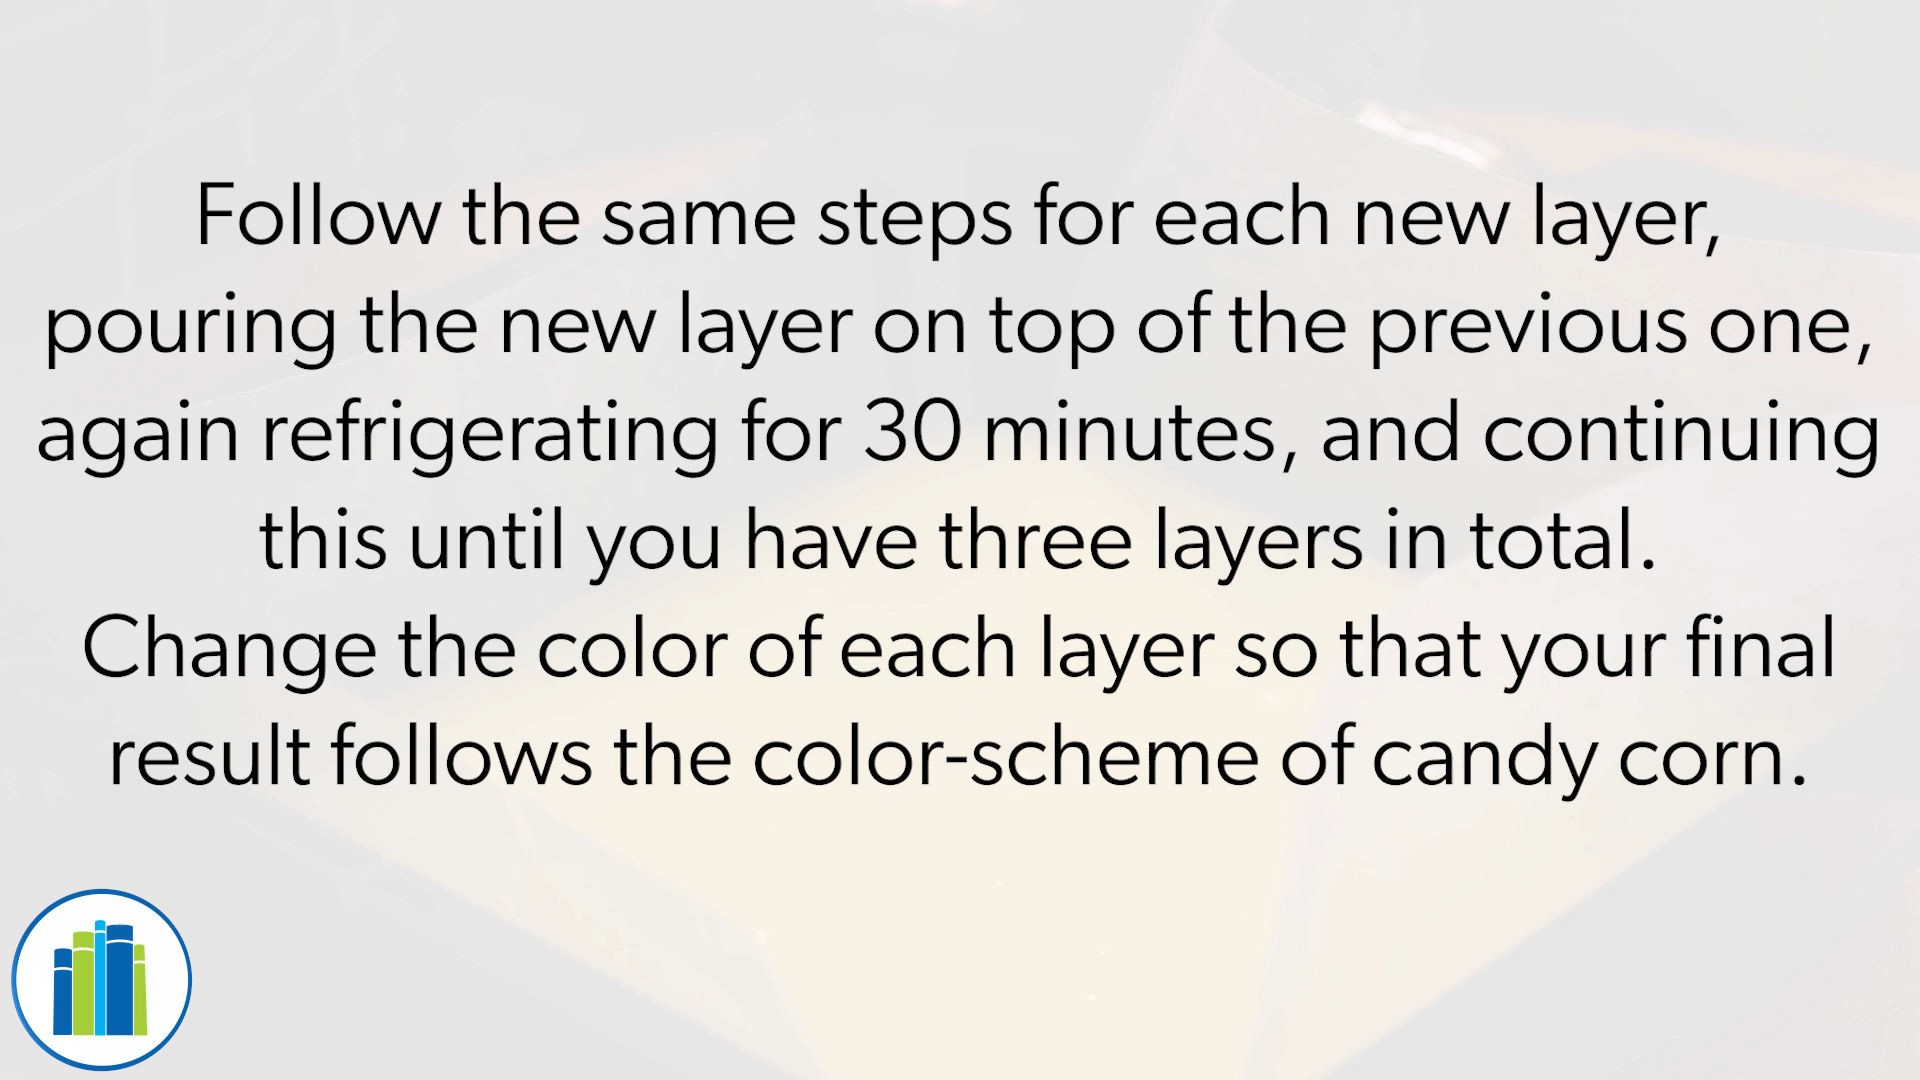 Follow the same steps for each new layer,
pouring the new layer on top of the previous one,
again refrigerating for 30 minutes, and continuing
this until you have three layers in total.
Change the color of each layer so that your final
result follows the color-scheme of candy corn.